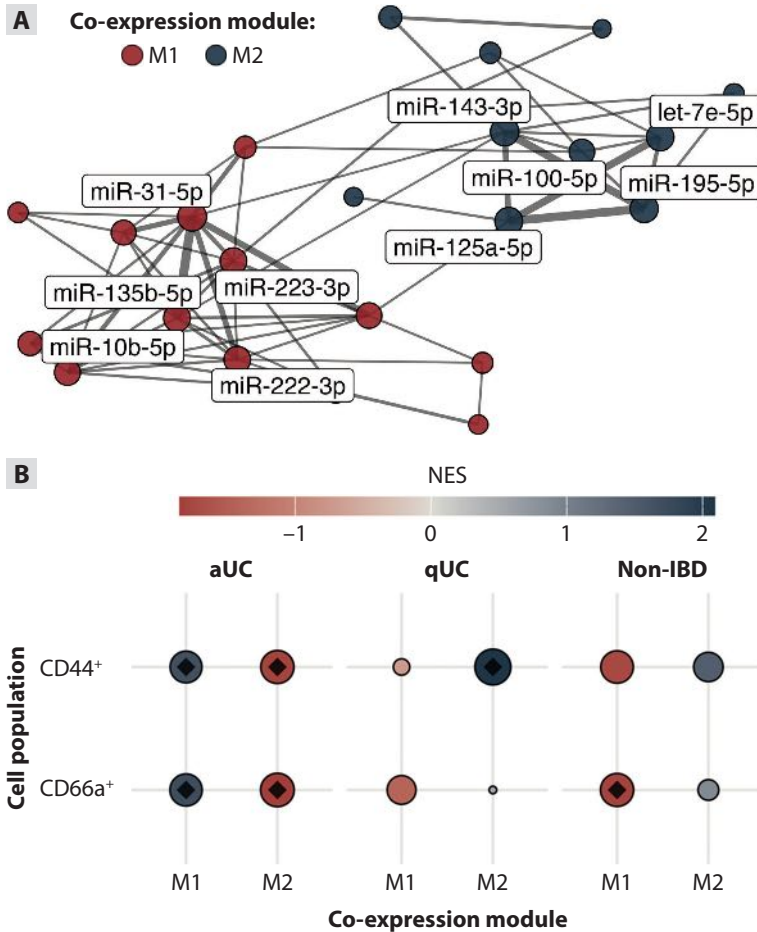 A
Co-expression module:
M1 M2
miR-143-3p
let-7e-5p
miR-31-5p
miR-100-5p
miR-195-5p
miR-125a-5p
miR-135b-5p
miR-223-3p
miR-10b-5p
miR-222-3p
B
NES
–1 0 1 2
aUC qUC Non-IBD
Cell population
CD44⁺
CD66a⁺
M1 M2 M1 M2 M1 M2
Co-expression module